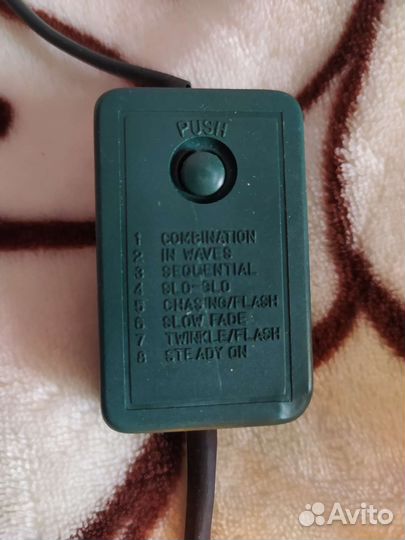 PUSH
1 COMBINATION
2 IN WAVES
3 SEQUENTIAL
4 SLO-GLO
5 CHASING/FLASH
6 SLOW FADE
7 TWINKLE/FLASH
8 STEADY ON
Avito